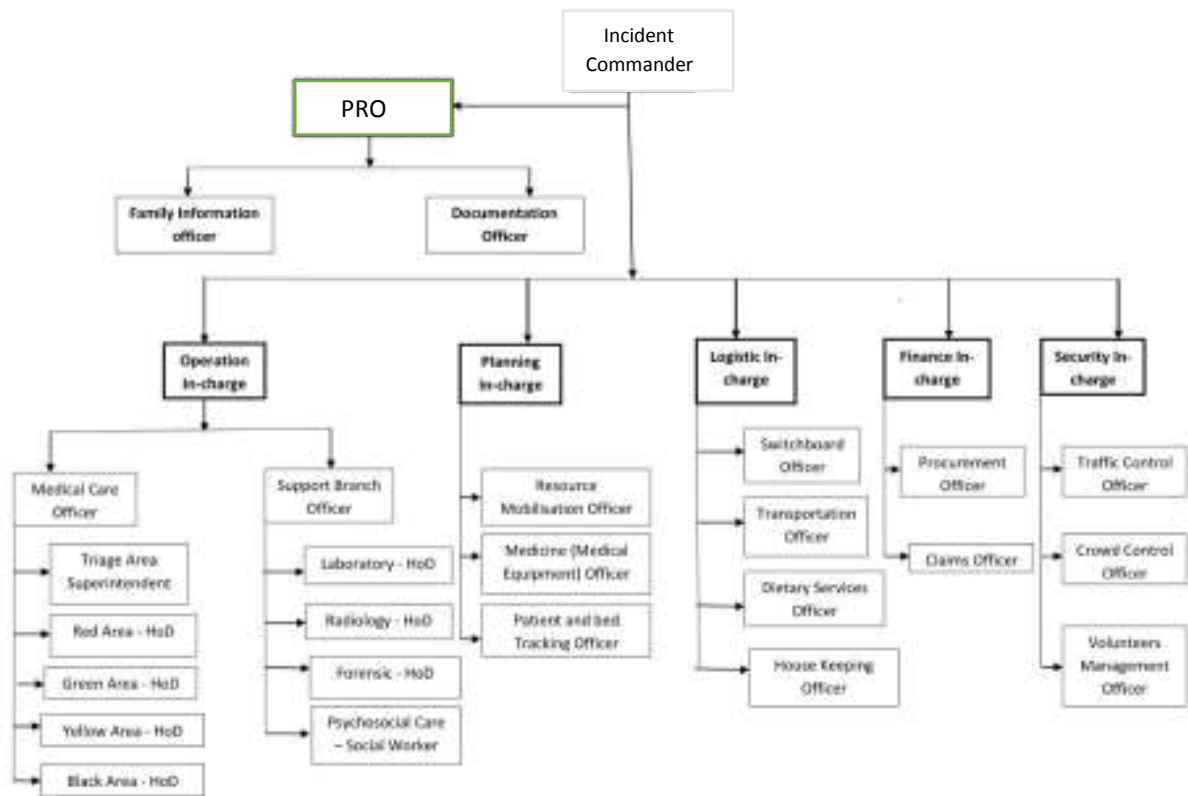 Incident
Commander
PRO
Family Information
officer
Documentation
Officer
Operation
In-charge
Planning
In-charge
Logistic In-
charge
Finance In-
charge
Security In-
charge
Medical Care
Officer
Triage Area
Superintendent
Red Area - HoD
Green Area - HoD
Yellow Area - HoD
Black Area - HoD
Support Branch
Officer
Laboratory - HoD
Radiology - HoD
Forensic - HoD
Psychosocial Care
– Social Worker
Resource
Mobilisation Officer
Medicine (Medical
Equipment) Officer
Patient and bed
Tracking Officer
Switchboard
Officer
Transportation
Officer
Dietary Services
Officer
House Keeping
Officer
Procurement
Officer
Claims Officer
Traffic Control
Officer
Crowd Control
Officer
Volunteers
Management
Officer